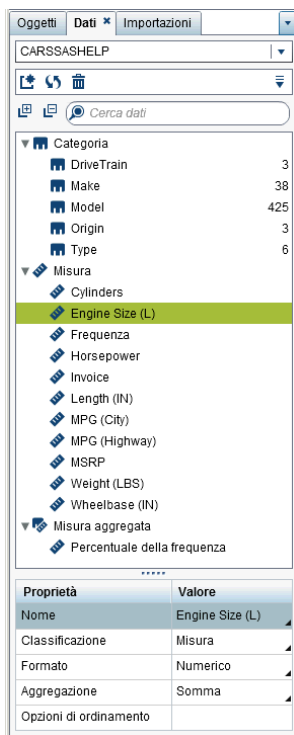 Oggetti Dati Importazioni
CARSSASHELP
Cerca dati
Categoria
DriveTrain 3
Make 38
Model 425
Origin 3
Type 6
Misura
Cylinders
Engine Size (L)
Frequenza
Horsepower
Invoice
Length (IN)
MPG (City)
MPG (Highway)
MSRP
Weight (LBS)
Wheelbase (IN)
Misura aggregata
Percentuale della frequenza
Proprietà Valore
Nome Engine Size (L)
Classificazione Misura
Formato Numerico
Aggregazione Somma
Opzioni di ordinamento